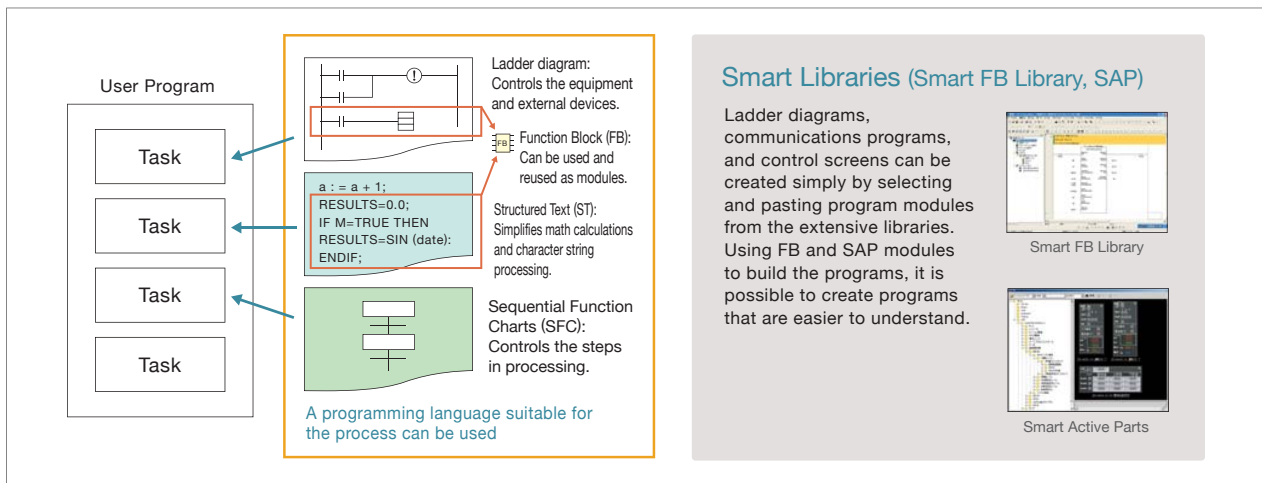 User Program
Task
Task
Task
Task
Ladder diagram:
Controls the equipment
and external devices.
FB
Function Block (FB):
Can be used and
reused as modules.
a : = a + 1;
RESULTS=0.0;
IF M=TRUE THEN
RESULTS=SIN (date):
ENDIF;
Structured Text (ST):
Simplifies math calculations
and character string
processing.
Sequential Function
Charts (SFC):
Controls the steps
in processing.
A programming language suitable for
the process can be used
Smart Libraries (Smart FB Library, SAP)
Ladder diagrams,
communications programs,
and control screens can be
created simply by selecting
and pasting program modules
from the extensive libraries.
Using FB and SAP modules
to build the programs, it is
possible to create programs
that are easier to understand.
Smart FB Library
Smart Active Parts